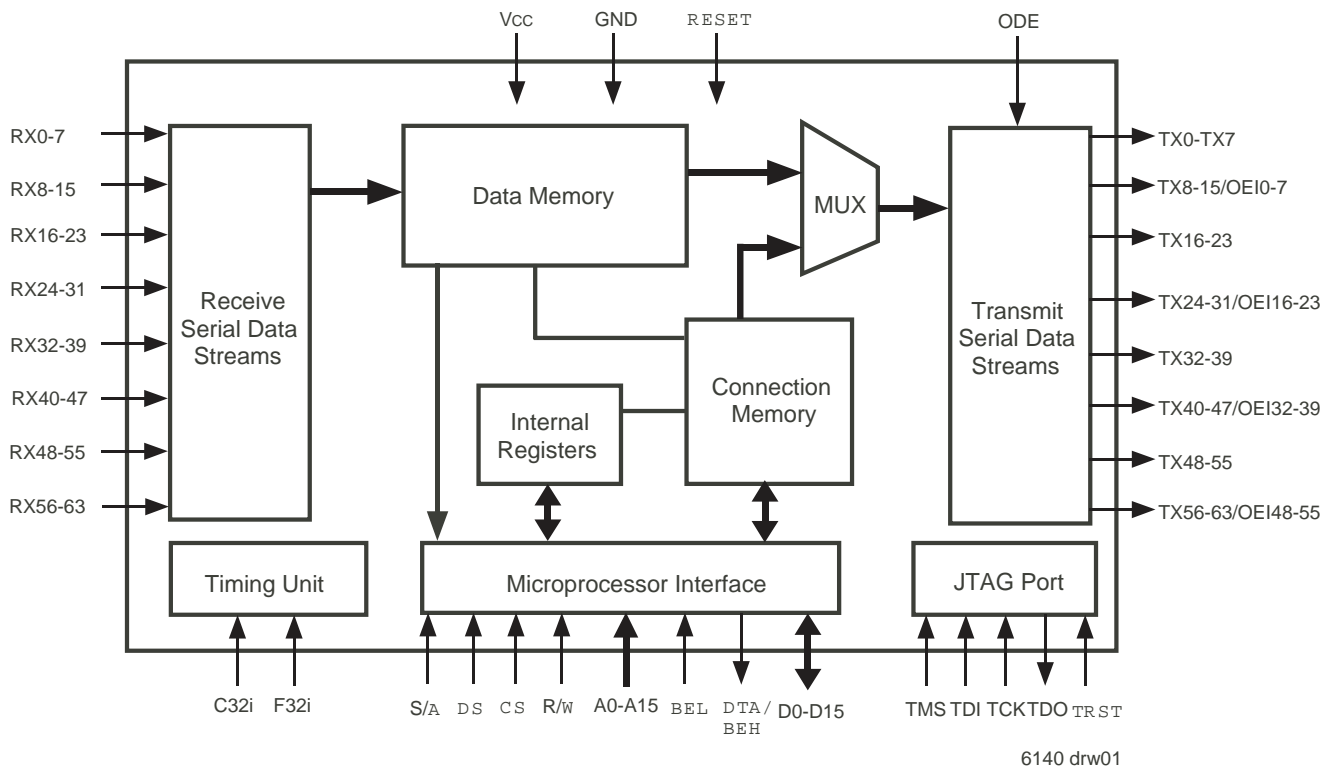 Vcc
GND
RESET
ODE
RX0-7
RX8-15
RX16-23
RX24-31
RX32-39
RX40-47
RX48-55
RX56-63
Receive
Serial Data
Streams
Data Memory
MUX
Connection
Memory
Internal
Registers
Transmit
Serial Data
Streams
TX0-TX7
TX8-15/OEI0-7
TX16-23
TX24-31/OEI16-23
TX32-39
TX40-47/OEI32-39
TX48-55
TX56-63/OEI48-55
Timing Unit
Microprocessor Interface
JTAG Port
C32i
F32i
S/A
DS
CS
R/W
A0-A15
BEL
DTA/
BEH
D0-D15
TMS
TDI
TCK
TDO
TRST
6140 drw01